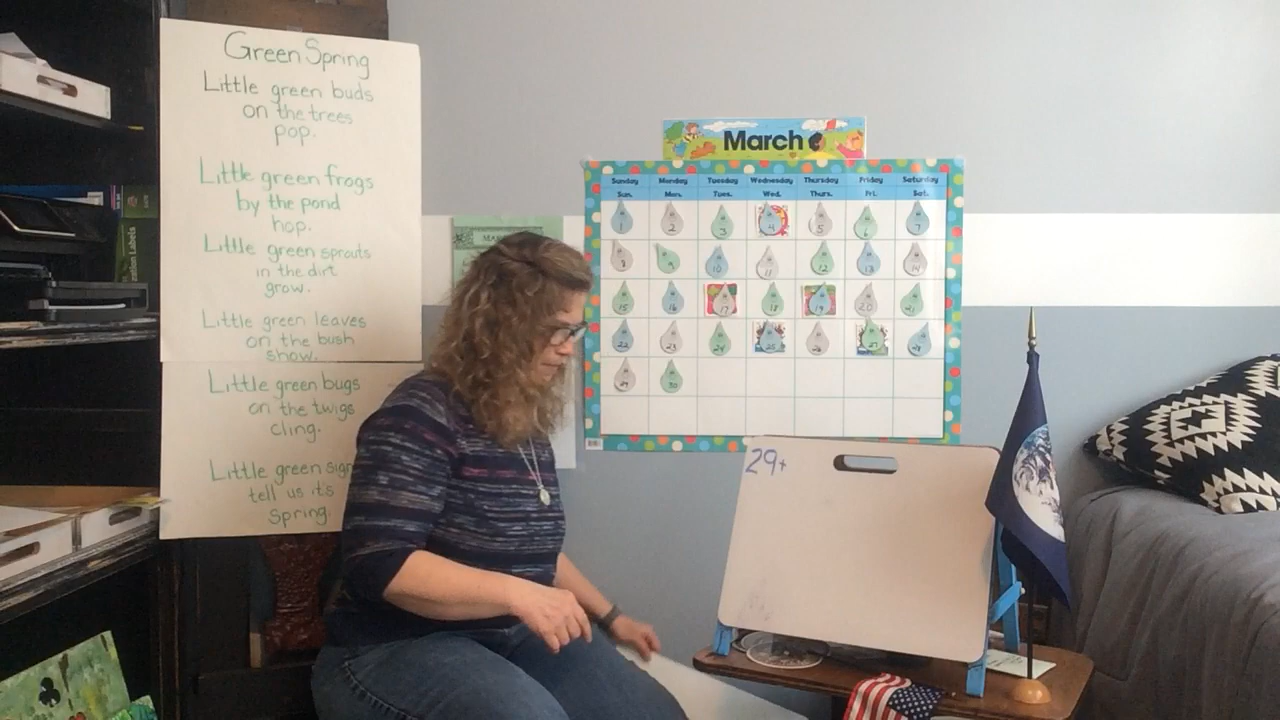 Green Spring
Little green buds
on the trees
pop.
Little green frogs
by the pond
hop.
Little green sprouts
in the dirt
grow.
Little green leaves
on the bush
show.
Little green bugs
on the twigs
cling.
Little green sign
tell us it's
Spring.
March
Sunday Monday Tuesday Wednesday Thursday Friday Saturday
Sun. Mon. Tues. Wed. Thurs. Fri. Sat.
1 2 3 4 5 6 7
8 9 10 11 12 13 14
15 16 17 18 19 20 21
22 23 24 25 26 27 28
29 30
29+
Labels